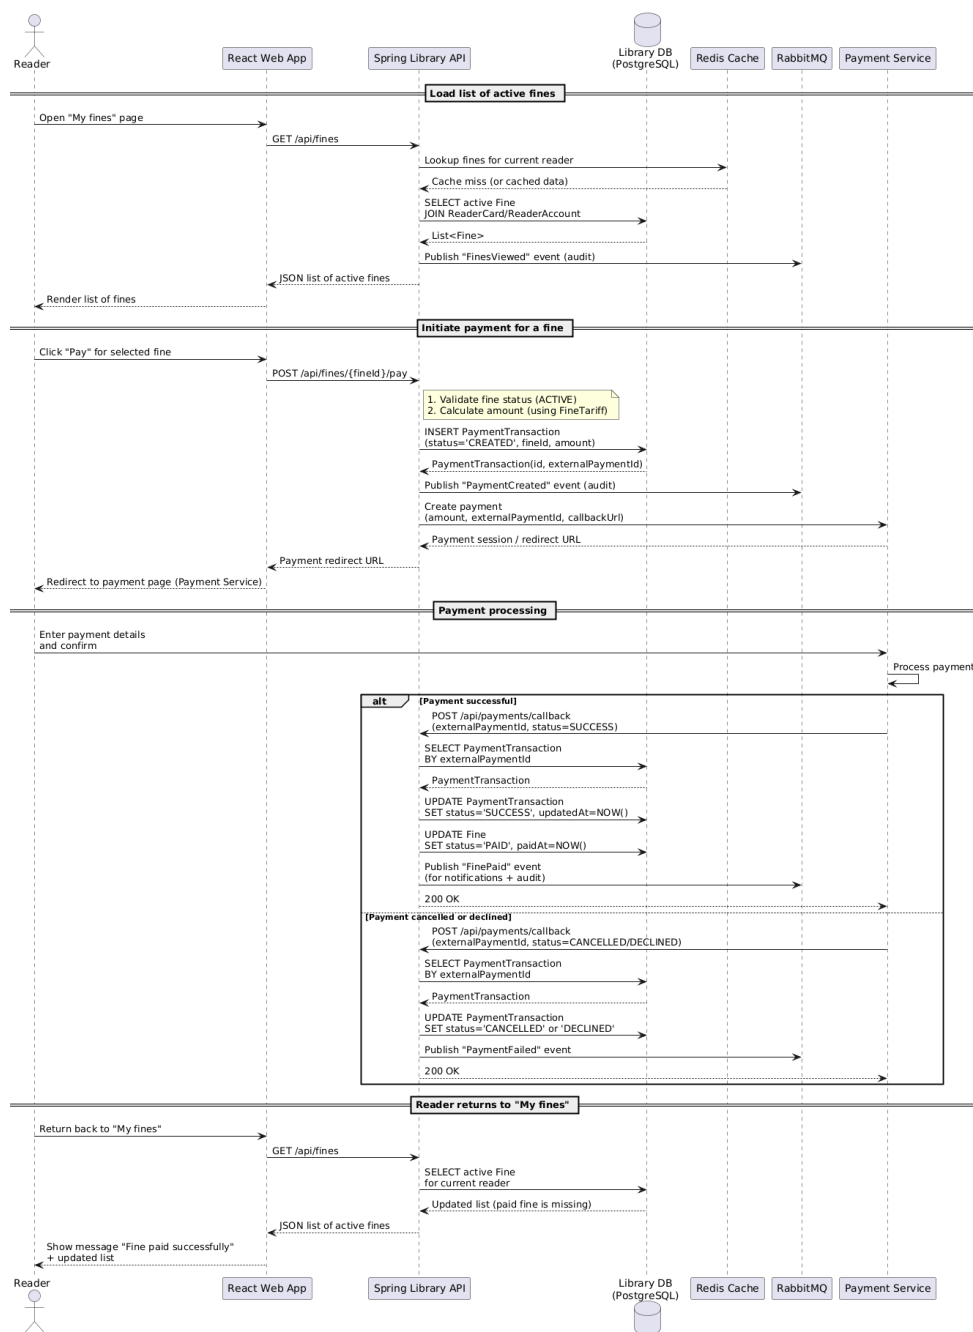 Reader
React Web App
Spring Library API
Library DB
(PostgreSQL)
Redis Cache
RabbitMQ
Payment Service
Load list of active fines
Open "My fines" page
GET /api/fines
Lookup fines for current reader
Cache miss (or cached data)
SELECT active Fine
JOIN ReaderCard/ReaderAccount
List<Fine>
Publish "FinesViewed" event (audit)
JSON list of active fines
Render list of fines
Initiate payment for a fine
Click "Pay" for selected fine
POST /api/fines/{fineId}/pay
1. Validate fine status (ACTIVE)
2. Calculate amount (using FineTariff)
INSERT PaymentTransaction
(status='CREATED', fineId, amount)
PaymentTransaction(id, externalPaymentId)
Publish "PaymentCreated" event (audit)
Create payment
(amount, externalPaymentId, callbackUrl)
Payment session / redirect URL
Payment redirect URL
Redirect to payment page (Payment Service)
Payment processing
Enter payment details
and confirm
Process payment
alt
[Payment successful]
POST /api/payments/callback
(externalPaymentId, status=SUCCESS)
SELECT PaymentTransaction
BY externalPaymentId
PaymentTransaction
UPDATE PaymentTransaction
SET status='SUCCESS', updatedAt=NOW()
UPDATE Fine
SET status='PAID', paidAt=NOW()
Publish "FinePaid" event
(for notifications + audit)
200 OK
[Payment cancelled or declined]
POST /api/payments/callback
(externalPaymentId, status=CANCELLED/DECLINED)
SELECT PaymentTransaction
BY externalPaymentId
PaymentTransaction
UPDATE PaymentTransaction
SET status='CANCELLED' or 'DECLINED'
Publish "PaymentFailed" event
200 OK
Reader returns to "My fines"
Return back to "My fines"
GET /api/fines
SELECT active Fine
for current reader
Updated list (paid fine is missing)
JSON list of active fines
Show message "Fine paid successfully"
+ updated list
Reader
React Web App
Spring Library API
Library DB
(PostgreSQL)
Redis Cache
RabbitMQ
Payment Service